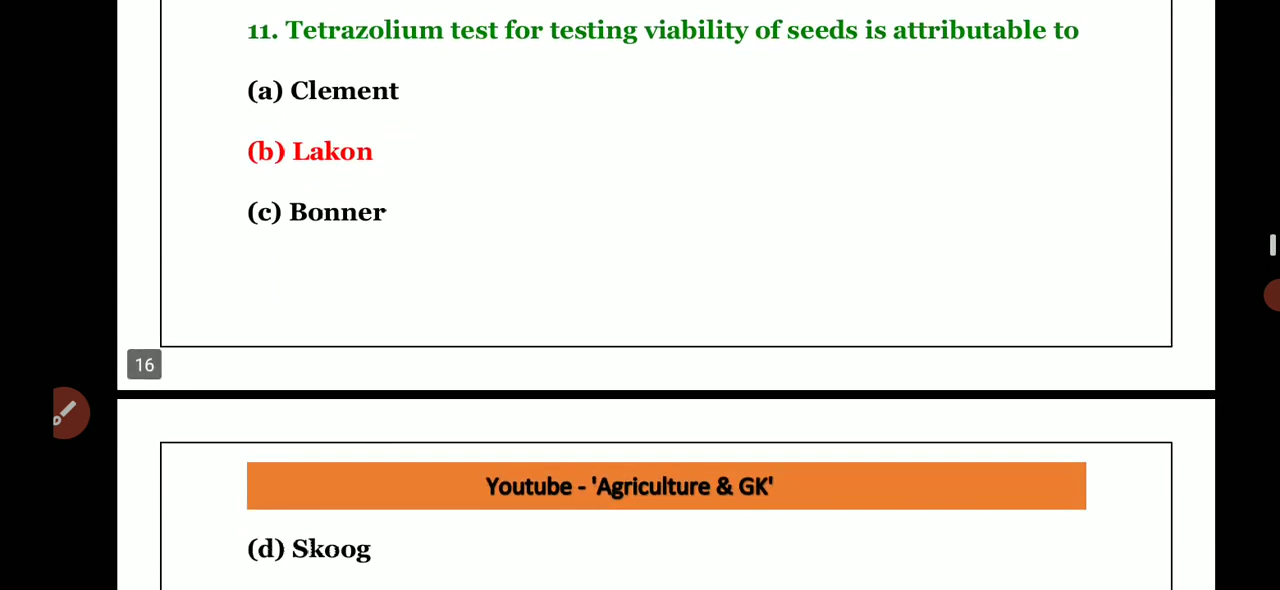 11. Tetrazolium test for testing viability of seeds is attributable to
(a) Clement
(b) Lakon
(c) Bonner
16
Youtube - 'Agriculture & GK'
(d) Skoog